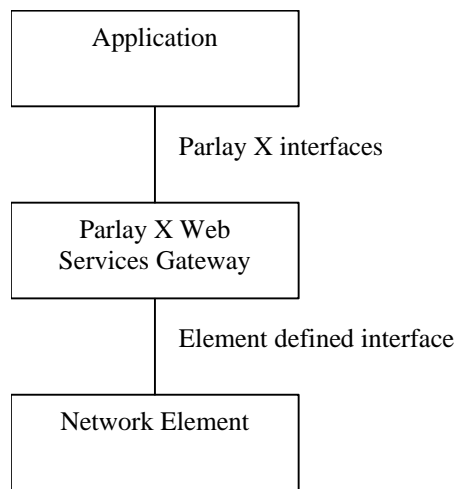 Application
Parlay X interfaces
Parlay X Web
Services Gateway
Element defined interface
Network Element